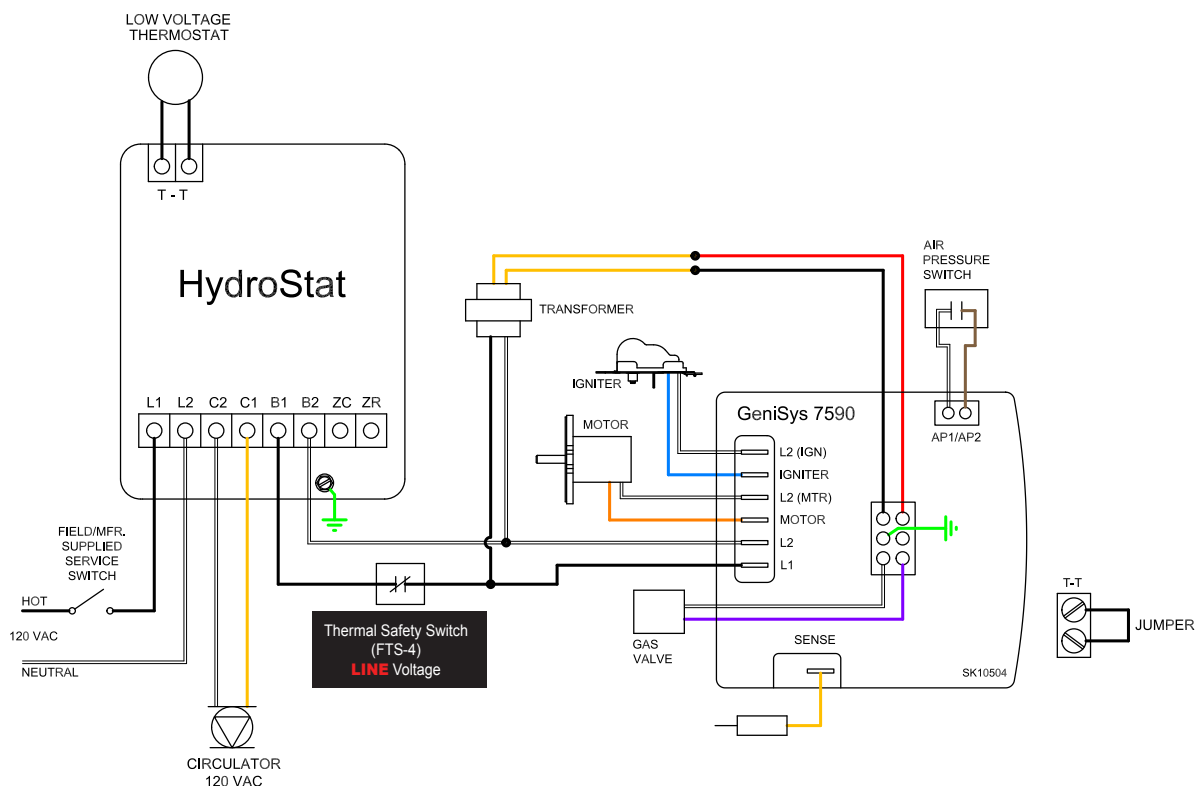 LOW VOLTAGE
THERMOSTAT
T - T
HydroStat
L1 L2 C2 C1 B1 B2 ZC ZR
FIELD/MFR.
SUPPLIED
SERVICE
SWITCH
HOT
120 VAC
NEUTRAL
CIRCULATOR
120 VAC
Thermal Safety Switch
(FTS-4)
LINE Voltage
TRANSFORMER
IGNITER
MOTOR
GAS
VALVE
AIR
PRESSURE
SWITCH
AP1/AP2
GeniSys 7590
L2 (IGN)
IGNITER
L2 (MTR)
MOTOR
L2
L1
SENSE
SK10504
T-T
JUMPER